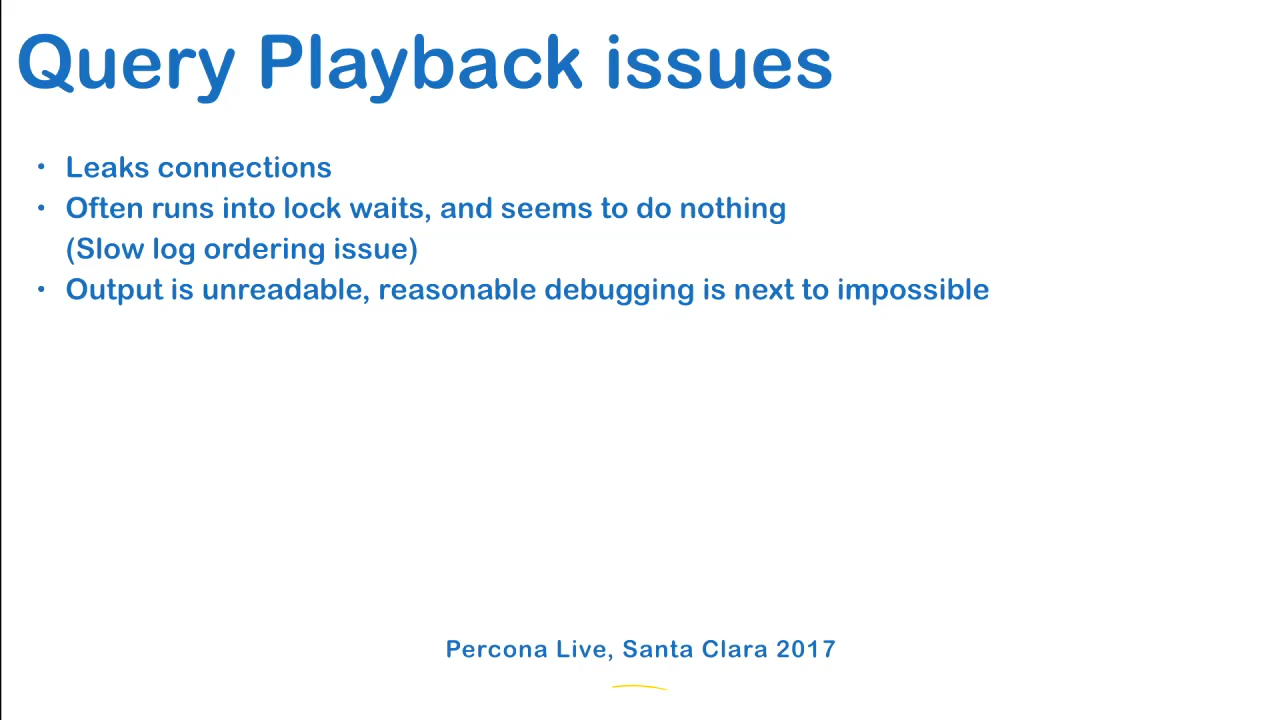 Query Playback issues
• Leaks connections
• Often runs into lock waits, and seems to do nothing
(Slow log ordering issue)
• Output is unreadable, reasonable debugging is next to impossible
Percona Live, Santa Clara 2017